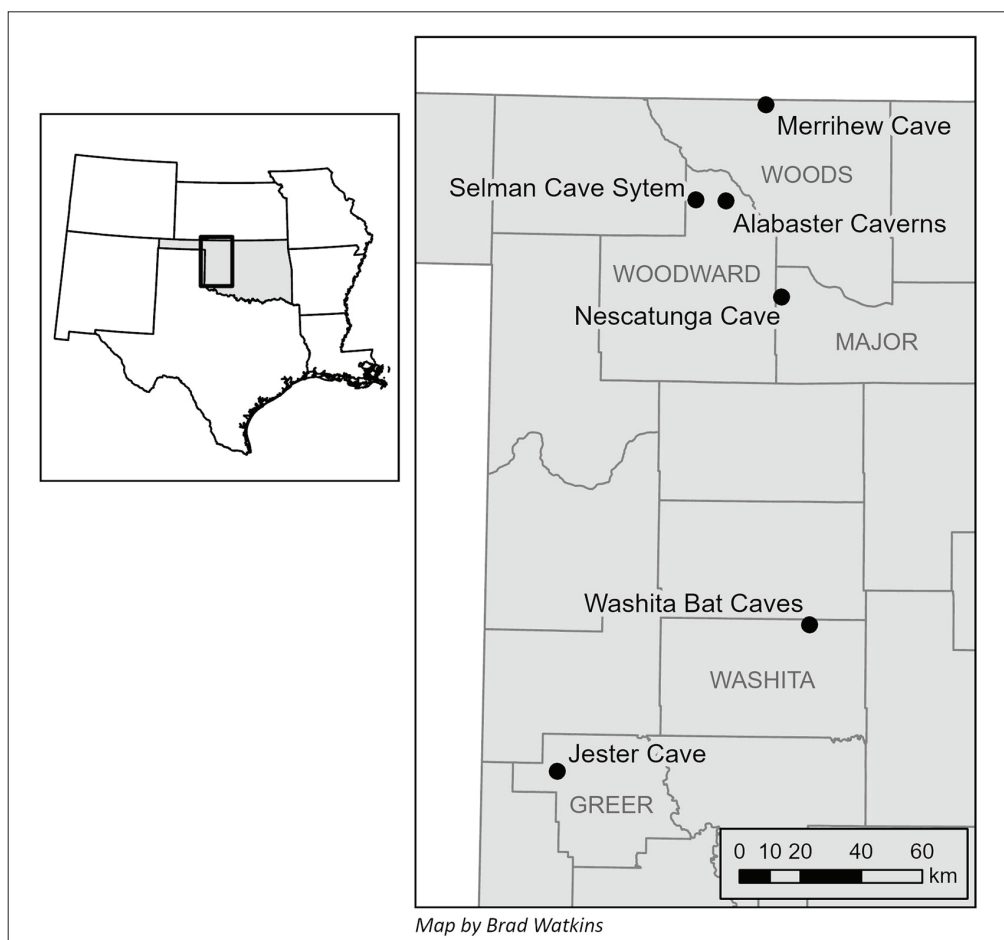 Merrihew Cave
WOODS
Selman Cave Sytem
Alabaster Caverns
WOODWARD
Nescatunga Cave
MAJOR
Washita Bat Caves
WASHITA
Jester Cave
GREER
0 10 20 40 60
km
Map by Brad Watkins